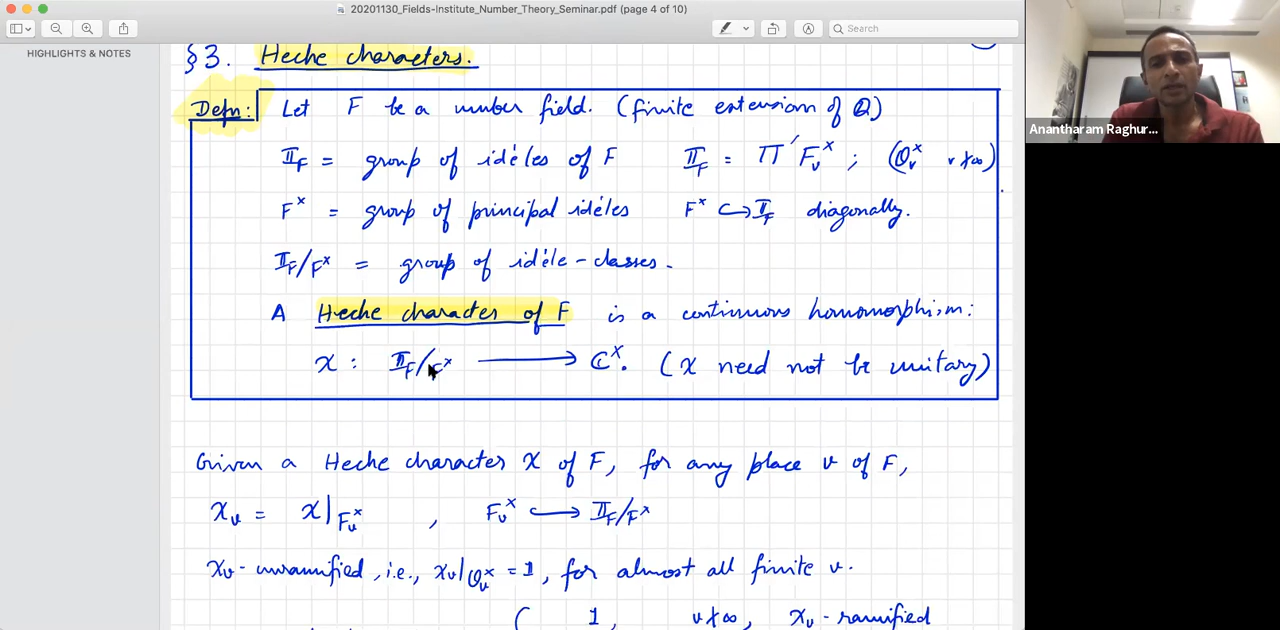 20201130_Fields-Institute_Number_Theory_Seminar.pdf (page 4 of 10)
Search
HIGHLIGHTS & NOTES
§3. Hecke characters.
Defn: Let F be a number field. (finite extension of Q)
𝕀_F = group of idèles of F 𝕀_F = Π' F_v^× ; (O_v^× v∤∞)
F^× = group of principal idèles F^× ↪ 𝕀_F diagonally.
𝕀_F/F^× = group of idèle-classes.
A Hecke character of F is a continuous homomorphism:
χ : 𝕀_F/F^× ⟶ ℂ^×. (χ need not be unitary)
Given a Hecke character χ of F, for any place v of F,
χ_v = χ|_{F_v^×} , F_v^× ↪ 𝕀_F/F^×
χ_v - unramified, i.e., χ_v|_{O_v^×} = 1, for almost all finite v.
( 1, v∤∞, χ_v - ramified
Anantharam Raghur...